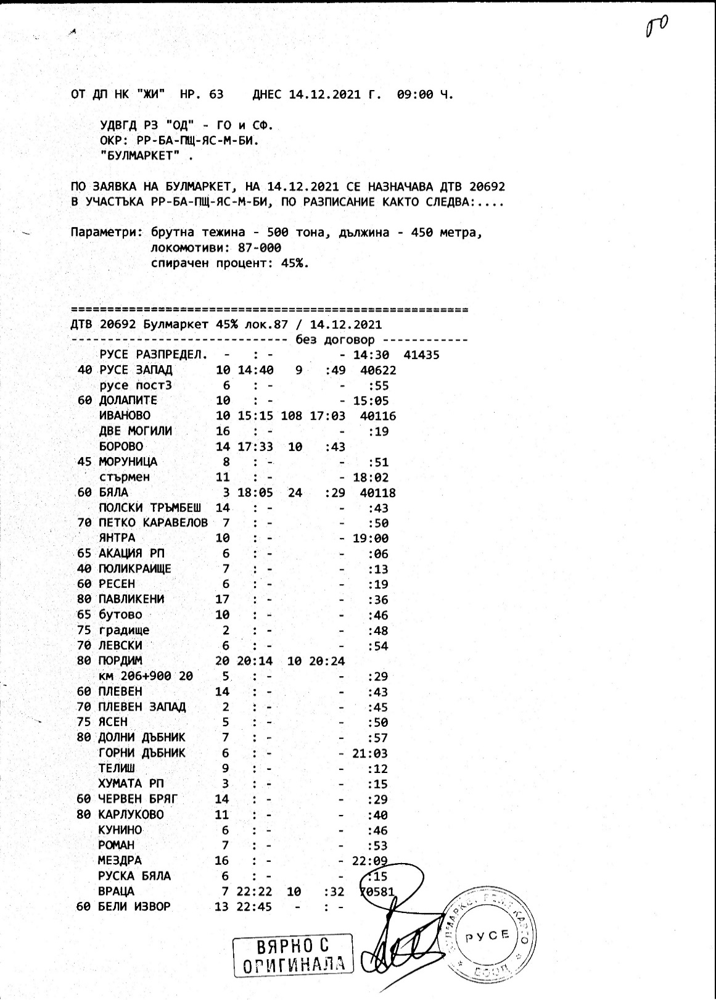 50
ОТ ДП НК "ЖИ" НР. 63 ДНЕС 14.12.2021 Г. 09:00 Ч.
УДВГД РЗ "ОД" - ГО и СФ.
ОКР: РР-БА-ПЩ-ЯС-М-БИ.
"БУЛМАРКЕТ" .
ПО ЗАЯВКА НА БУЛМАРКЕТ, НА 14.12.2021 СЕ НАЗНАЧАВА ДТВ 20692
В УЧАСТЪКА РР-БА-ПЩ-ЯС-М-БИ, ПО РАЗПИСАНИЕ КАКТО СЛЕДВА:....
Параметри: брутна тежина - 500 тона, дължина - 450 метра,
локомотиви: 87-000
спирачен процент: 45%.
=======================================================
ДТВ 20692 Булмаркет 45% лок.87 / 14.12.2021
------------------------------ без договор ------------
РУСЕ РАЗПРЕДЕЛ. - : - - 14:30 41435
40 РУСЕ ЗАПАД 10 14:40 9 :49 40622
русе пост3 6 : - - :55
60 ДОЛАПИТЕ 10 : - - 15:05
ИВАНОВО 10 15:15 108 17:03 40116
ДВЕ МОГИЛИ 16 : - - :19
БОРОВО 14 17:33 10 :43
45 МОРУНИЦА 8 : - - :51
стърмен 11 : - - 18:02
60 БЯЛА 3 18:05 24 :29 40118
ПОЛСКИ ТРЪМБЕШ 14 : - - :43
70 ПЕТКО КАРАВЕЛОВ 7 : - - :50
ЯНТРА 10 : - - 19:00
65 АКАЦИЯ РП 6 : - - :06
40 ПОЛИКРАИЩЕ 7 : - - :13
60 РЕСЕН 6 : - - :19
80 ПАВЛИКЕНИ 17 : - - :36
65 бутово 10 : - - :46
75 градище 2 : - - :48
70 ЛЕВСКИ 6 : - - :54
80 ПОРДИМ 20 20:14 10 20:24
км 206+900 20 5 : - - :29
60 ПЛЕВЕН 14 : - - :43
70 ПЛЕВЕН ЗАПАД 2 : - - :45
75 ЯСЕН 5 : - - :50
80 ДОЛНИ ДЪБНИК 7 : - - :57
ГОРНИ ДЪБНИК 6 : - - 21:03
ТЕЛИШ 9 : - - :12
ХУМАТА РП 3 : - - :15
60 ЧЕРВЕН БРЯГ 14 : - - :29
80 КАРЛУКОВО 11 : - - :40
КУНИНО 6 : - - :46
РОМАН 7 : - - :53
МЕЗДРА 16 : - - 22:09
РУСКА БЯЛА 6 : - - :15
ВРАЦА 7 22:22 10 :32 70581
60 БЕЛИ ИЗВОР 13 22:45 - : -
ВЯРНО С
ОРИГИНАЛА
БУЛМАРКЕТ РЕЙЛ КАРГО
РУСЕ
* ЕООД *